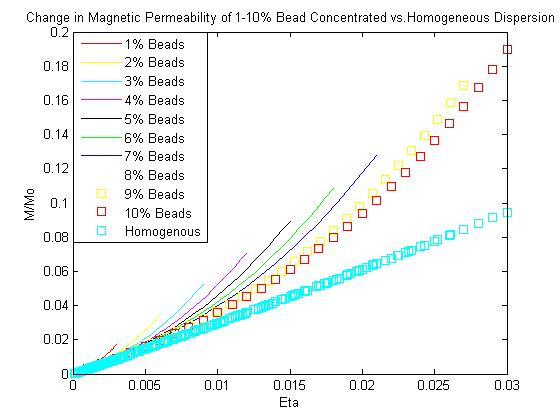 Change in Magnetic Permeability of 1-10% Bead Concentrated vs.Homogeneous Dispersion
0.2
0.18
0.16
0.14
0.12
0.1
0.08
0.06
0.04
0.02
0
M/Mo
1% Beads
2% Beads
3% Beads
4% Beads
5% Beads
6% Beads
7% Beads
8% Beads
9% Beads
10% Beads
Homogenous
0 0.005 0.01 0.015 0.02 0.025 0.03
Eta